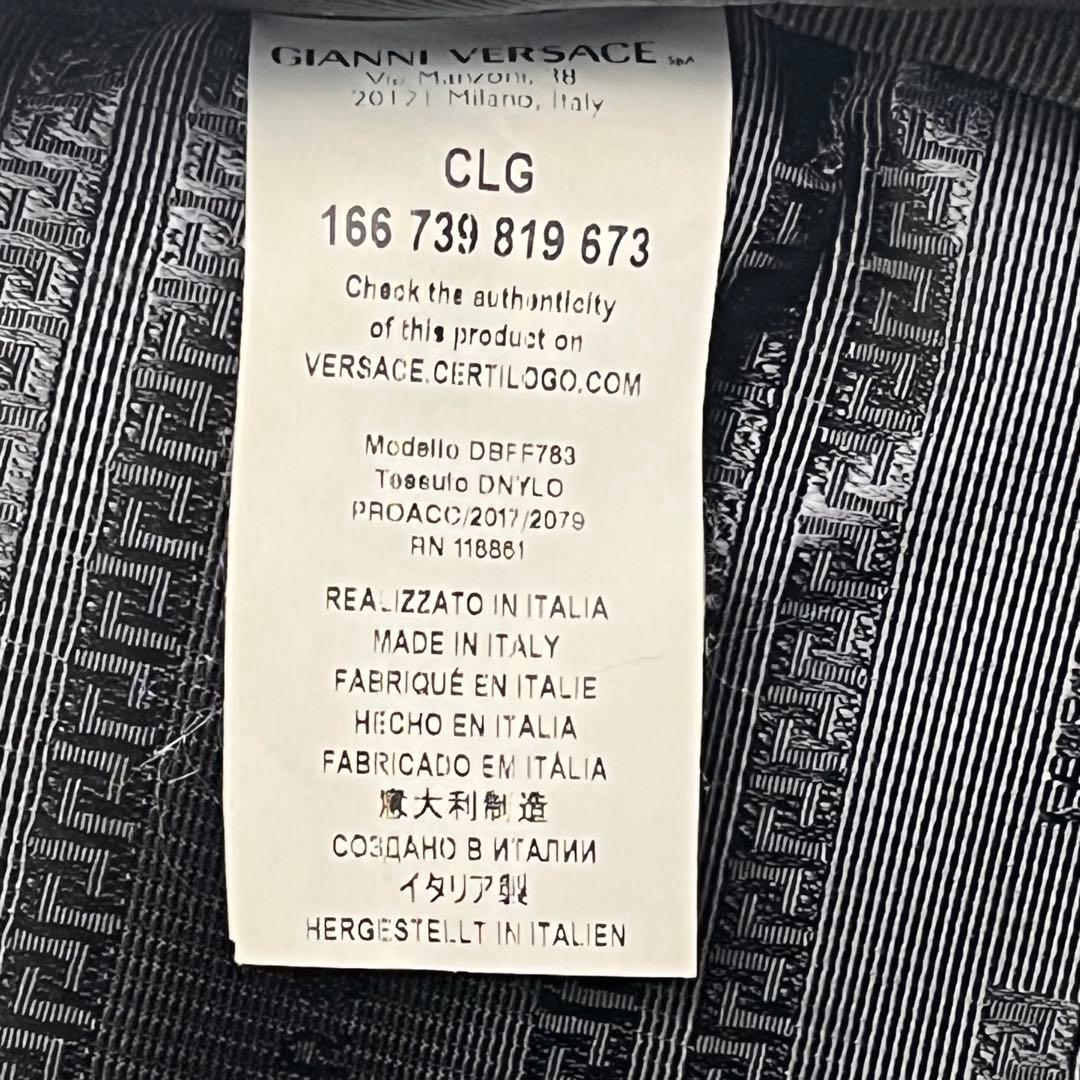 GIANNI VERSACE SpA
Via Manzoni, 38
20121 Milano, Italy
CLG
166 739 819 673
Check the authenticity
of this product on
VERSACE.CERTILOGO.COM
Modello DBFF783
Tessuto DNYLO
PROACC/2017/2079
RN 118861
REALIZZATO IN ITALIA
MADE IN ITALY
FABRIQUÉ EN ITALIE
HECHO EN ITALIA
FABRICADO EM ITÁLIA
意大利制造
СОЗДАНО В ИТАЛИИ
イタリア製
HERGESTELLT IN ITALIEN